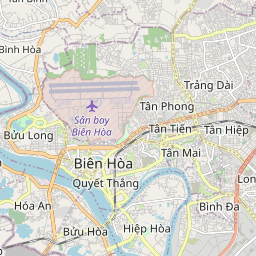 Bình Hòa
Trảng Dài
Tân Phong
Sân bay
Biên Hòa
Bửu Long
Tân Tiến
Tân Hiệp
Biên Hòa
Tân Mai
Quyết Thắng
Hóa An
Bình Đa
Bửu Hòa
Hiệp Hòa